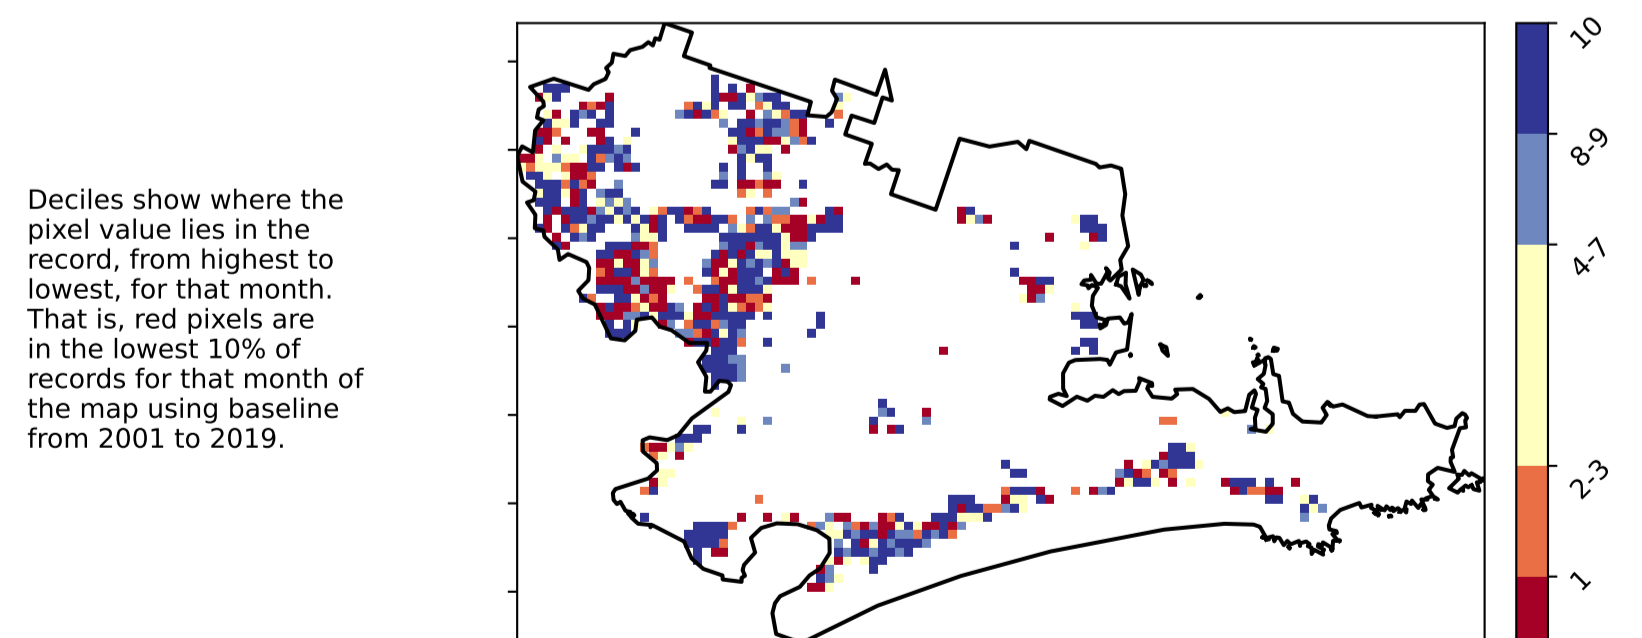 Deciles show where the
pixel value lies in the
record, from highest to
lowest, for that month.
That is, red pixels are
in the lowest 10% of
records for that month of
the map using baseline
from 2001 to 2019.
10
8-9
4-7
2-3
1